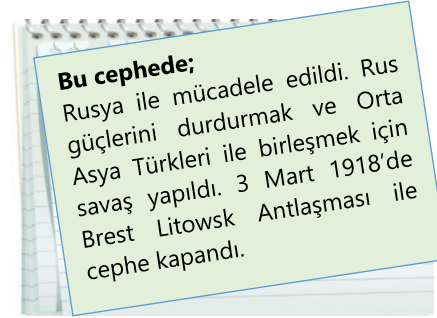 Bu cephede;
Rusya ile mücadele edildi. Rus
güçlerini durdurmak ve Orta
Asya Türkleri ile birleşmek için
savaş yapıldı. 3 Mart 1918’de
Brest Litowsk Antlaşması ile
cephe kapandı.